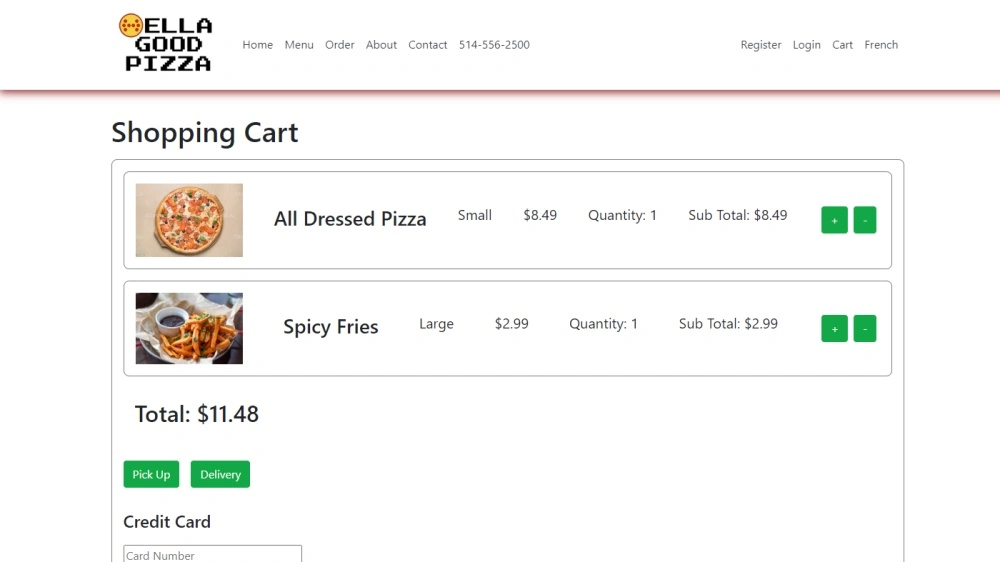 ELLA
GOOD
PIZZA
Home Menu Order About Contact 514-556-2500
Register Login Cart French
Shopping Cart
All Dressed Pizza Small $8.49 Quantity: 1 Sub Total: $8.49 + -
Spicy Fries Large $2.99 Quantity: 1 Sub Total: $2.99 + -
Total: $11.48
Pick Up Delivery
Credit Card
Card Number